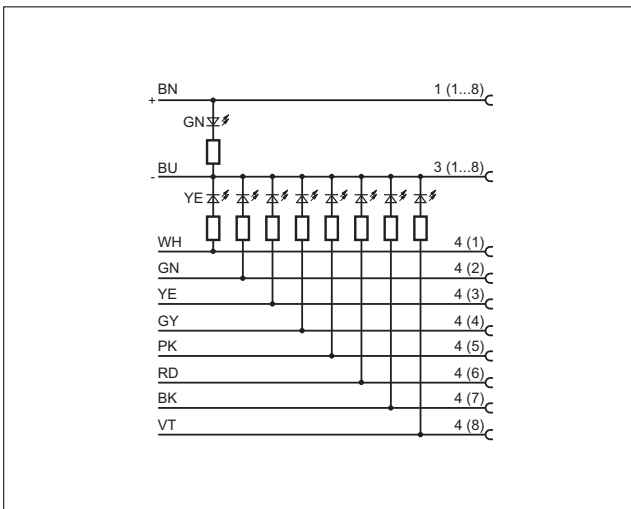 BN 1 (1...8)
+
GN
BU 3 (1...8)
-
YE
WH 4 (1)
GN 4 (2)
YE 4 (3)
GY 4 (4)
PK 4 (5)
RD 4 (6)
BK 4 (7)
VT 4 (8)